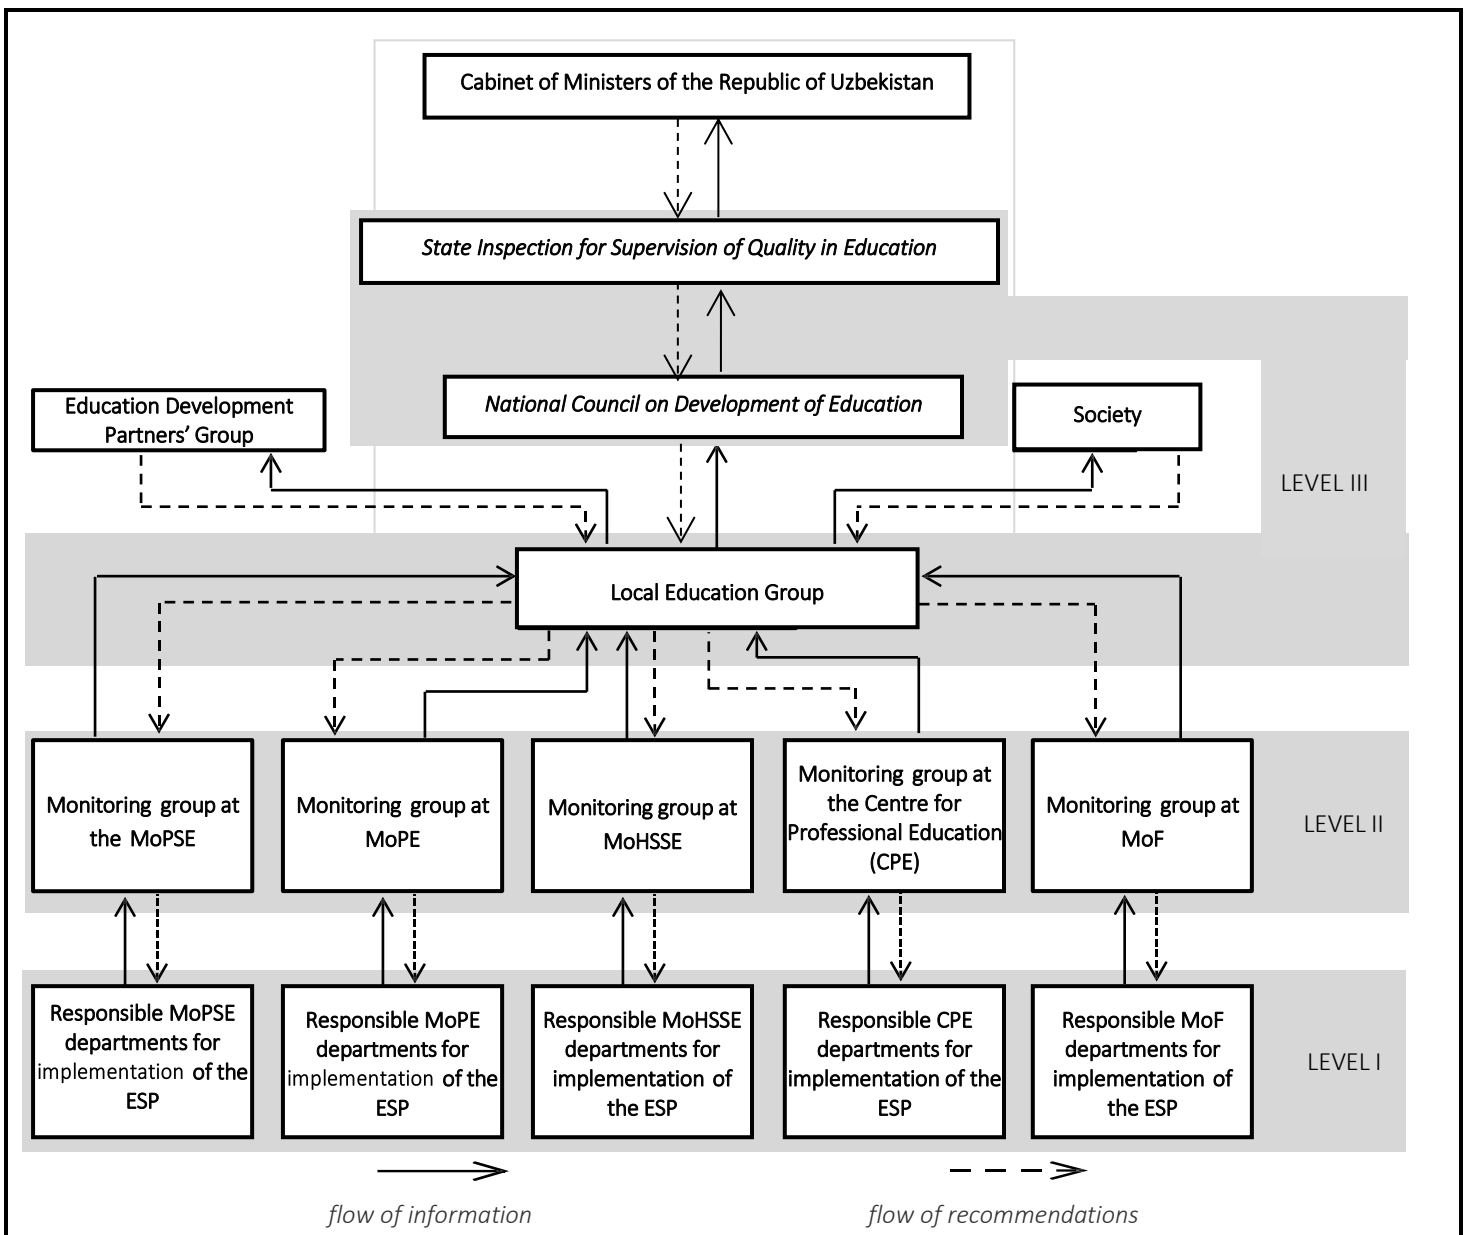 Cabinet of Ministers of the Republic of Uzbekistan
State Inspection for Supervision of Quality in Education
National Council on Development of Education
Education Development
Partners’ Group
Society
LEVEL III
Local Education Group
Monitoring group at
the MoPSE
Monitoring group at
MoPE
Monitoring group at
MoHSSE
Monitoring group at
the Centre for
Professional Education
(CPE)
Monitoring group at
MoF
LEVEL II
Responsible MoPSE
departments for
implementation of the
ESP
Responsible MoPE
departments for
implementation of the
ESP
Responsible MoHSSE
departments for
implementation of
the ESP
Responsible CPE
departments for
implementation of the
ESP
Responsible MoF
departments for
implementation of
the ESP
LEVEL I
flow of information
flow of recommendations